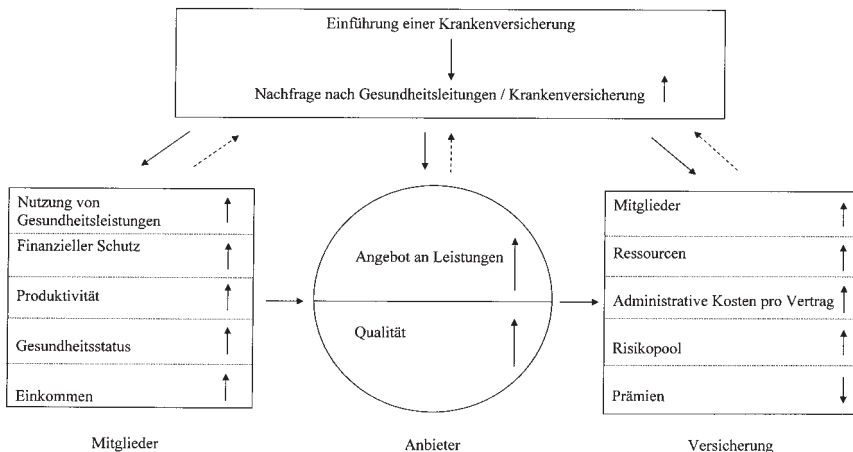 Einführung einer Krankenversicherung
Nachfrage nach Gesundheitsleitungen / Krankenversicherung
Nutzung von
Gesundheitsleistungen
Finanzieller Schutz
Produktivität
Gesundheitsstatus
Einkommen
Mitglieder
Angebot an Leistungen
Qualität
Anbieter
Mitglieder
Ressourcen
Administrative Kosten pro Vertrag
Risikopool
Prämien
Versicherung